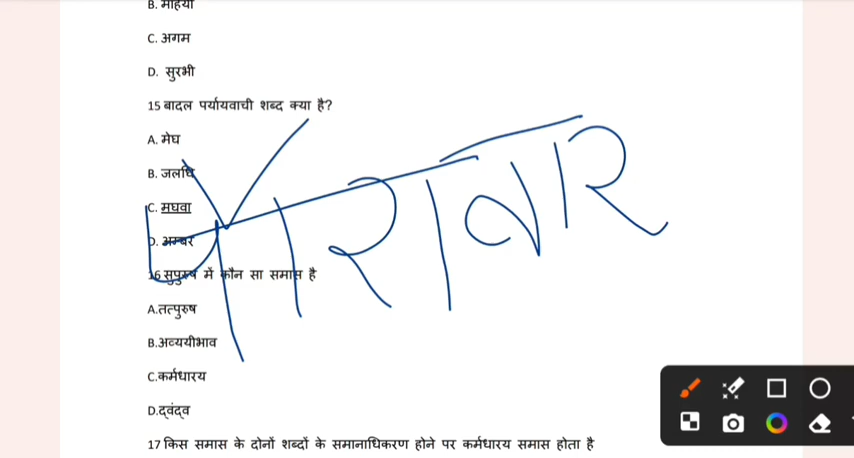 B. महिया
C. अगम
D. सुरभी
15 बादल पर्यायवाची शब्द क्या है?
A. मेघ
B. जलधि
C. मघवा
D. अम्बर
पारावार
16 सुपुरुष में कौन सा समास है
A.तत्पुरुष
B.अव्ययीभाव
C.कर्मधारय
D.द्वंद्व
17 किस समास के दोनों शब्दों के समानाधिकरण होने पर कर्मधारय समास होता है